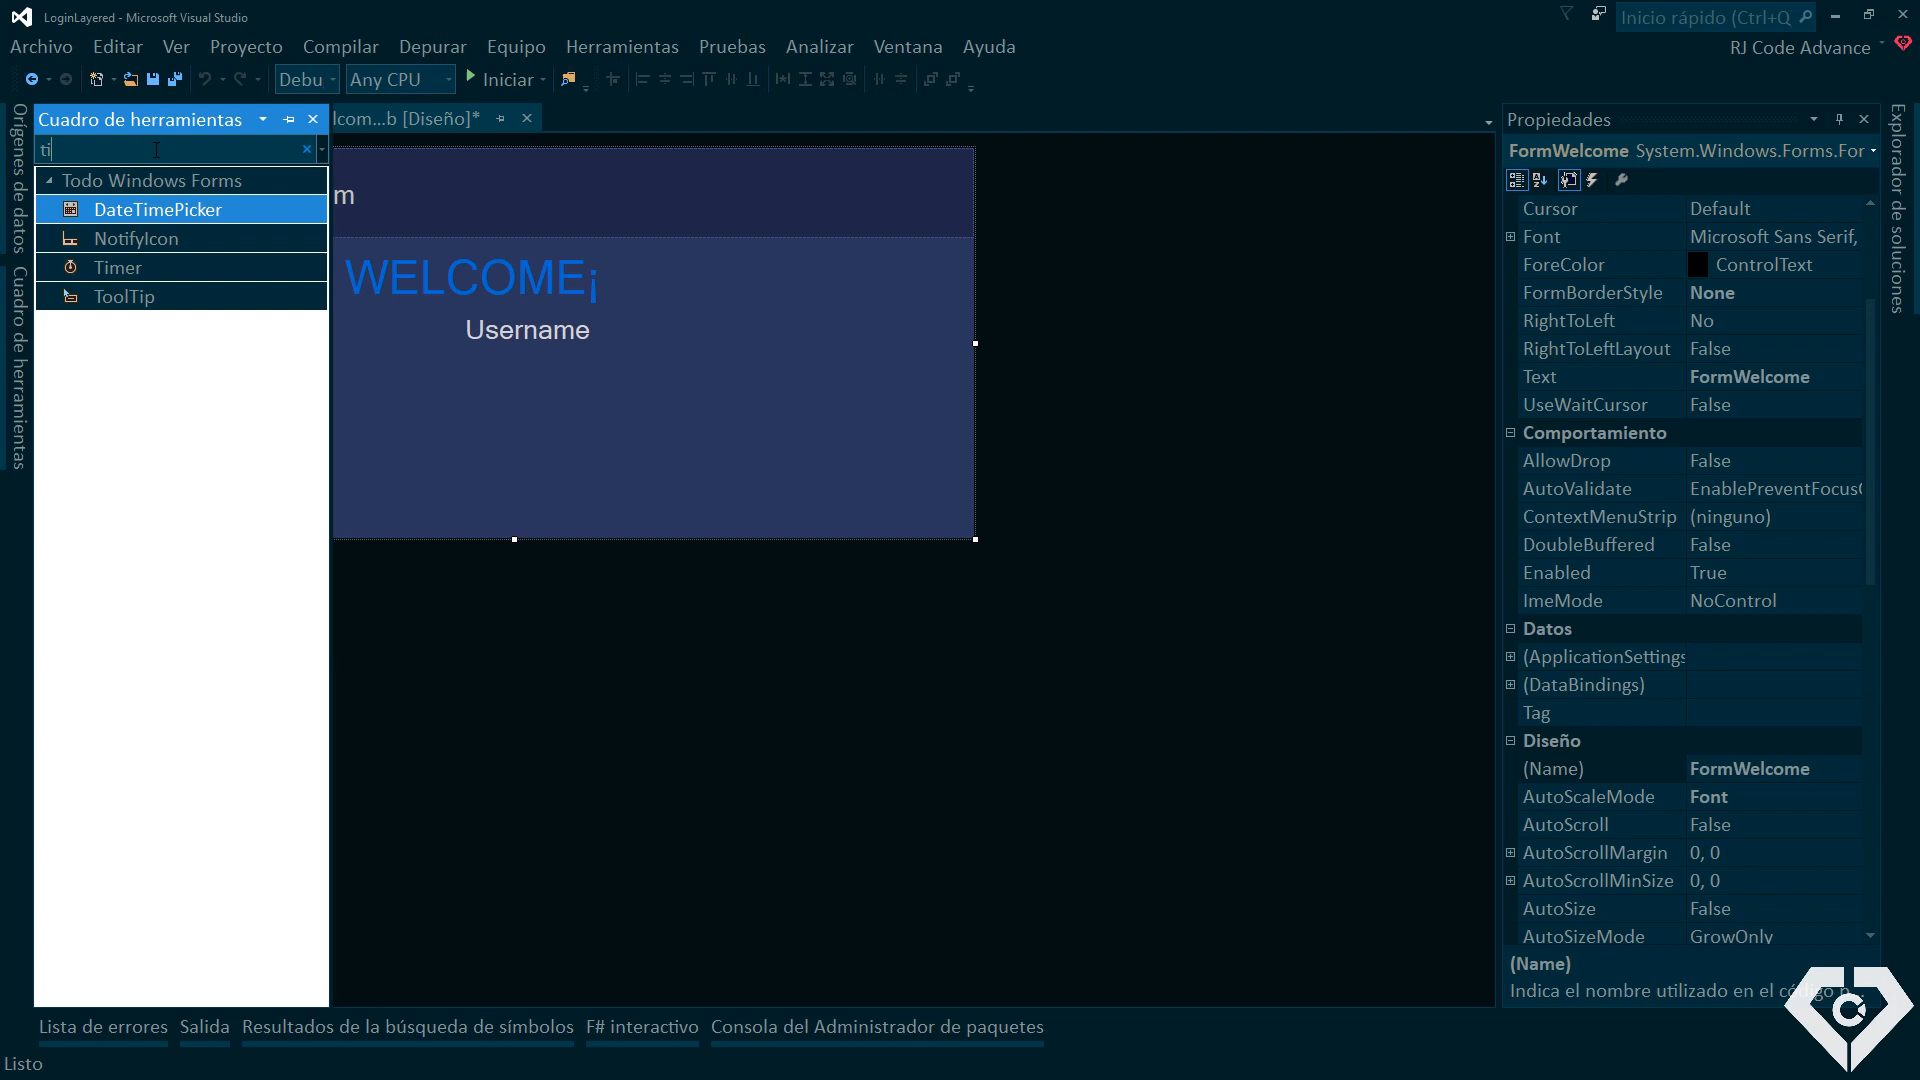 LoginLayered - Microsoft Visual Studio
Inicio rápido (Ctrl+Q
Archivo Editar Ver Proyecto Compilar Depurar Equipo Herramientas Pruebas Analizar Ventana Ayuda
RJ Code Advance
Debu Any CPU Iniciar
Orígenes de datos
Cuadro de herramientas
Cuadro de herramientas
ti
Todo Windows Forms
DateTimePicker
NotifyIcon
Timer
ToolTip
lcom...b [Diseño]*
m
WELCOME¡
Username
Propiedades
FormWelcome System.Windows.Forms.For
Cursor Default
Font Microsoft Sans Serif,
ForeColor ControlText
FormBorderStyle None
RightToLeft No
RightToLeftLayout False
Text FormWelcome
UseWaitCursor False
Comportamiento
AllowDrop False
AutoValidate EnablePreventFocus
ContextMenuStrip (ninguno)
DoubleBuffered False
Enabled True
ImeMode NoControl
Datos
(ApplicationSettings
(DataBindings)
Tag
Diseño
(Name) FormWelcome
AutoScaleMode Font
AutoScroll False
AutoScrollMargin 0, 0
AutoScrollMinSize 0, 0
AutoSize False
AutoSizeMode GrowOnly
(Name)
Indica el nombre utilizado en el código p...
Explorador de soluciones
Lista de errores Salida Resultados de la búsqueda de símbolos F# interactivo Consola del Administrador de paquetes
Listo